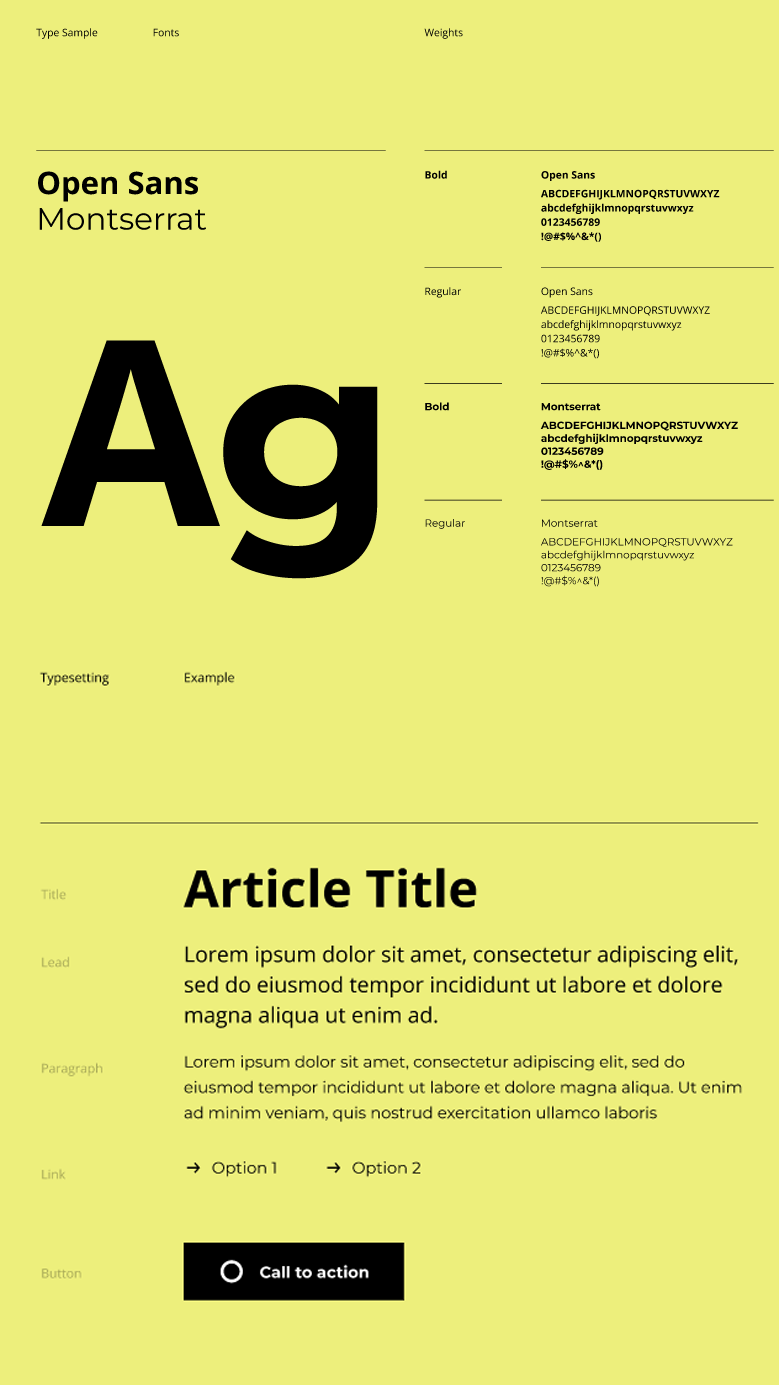 Type Sample
Fonts
Weights
Open Sans
Montserrat
Ag
Bold
Open Sans
ABCDEFGHIJKLMNOPQRSTUVWXYZ
abcdefghijklmnopqrstuvwxyz
0123456789
!@#$%^&*()
Regular
Open Sans
ABCDEFGHIJKLMNOPQRSTUVWXYZ
abcdefghijklmnopqrstuvwxyz
0123456789
!@#$%^&*()
Bold
Montserrat
ABCDEFGHIJKLMNOPQRSTUVWXYZ
abcdefghijklmnopqrstuvwxyz
0123456789
!@#$%^&*()
Regular
Montserrat
ABCDEFGHIJKLMNOPQRSTUVWXYZ
abcdefghijklmnopqrstuvwxyz
0123456789
!@#$%^&*()
Typesetting
Example
Title
Article Title
Lead
Lorem ipsum dolor sit amet, consectetur adipiscing elit,
sed do eiusmod tempor incididunt ut labore et dolore
magna aliqua ut enim ad.
Paragraph
Lorem ipsum dolor sit amet, consectetur adipiscing elit, sed do
eiusmod tempor incididunt ut labore et dolore magna aliqua. Ut enim
ad minim veniam, quis nostrud exercitation ullamco laboris
Link
→ Option 1
→ Option 2
Button
Call to action